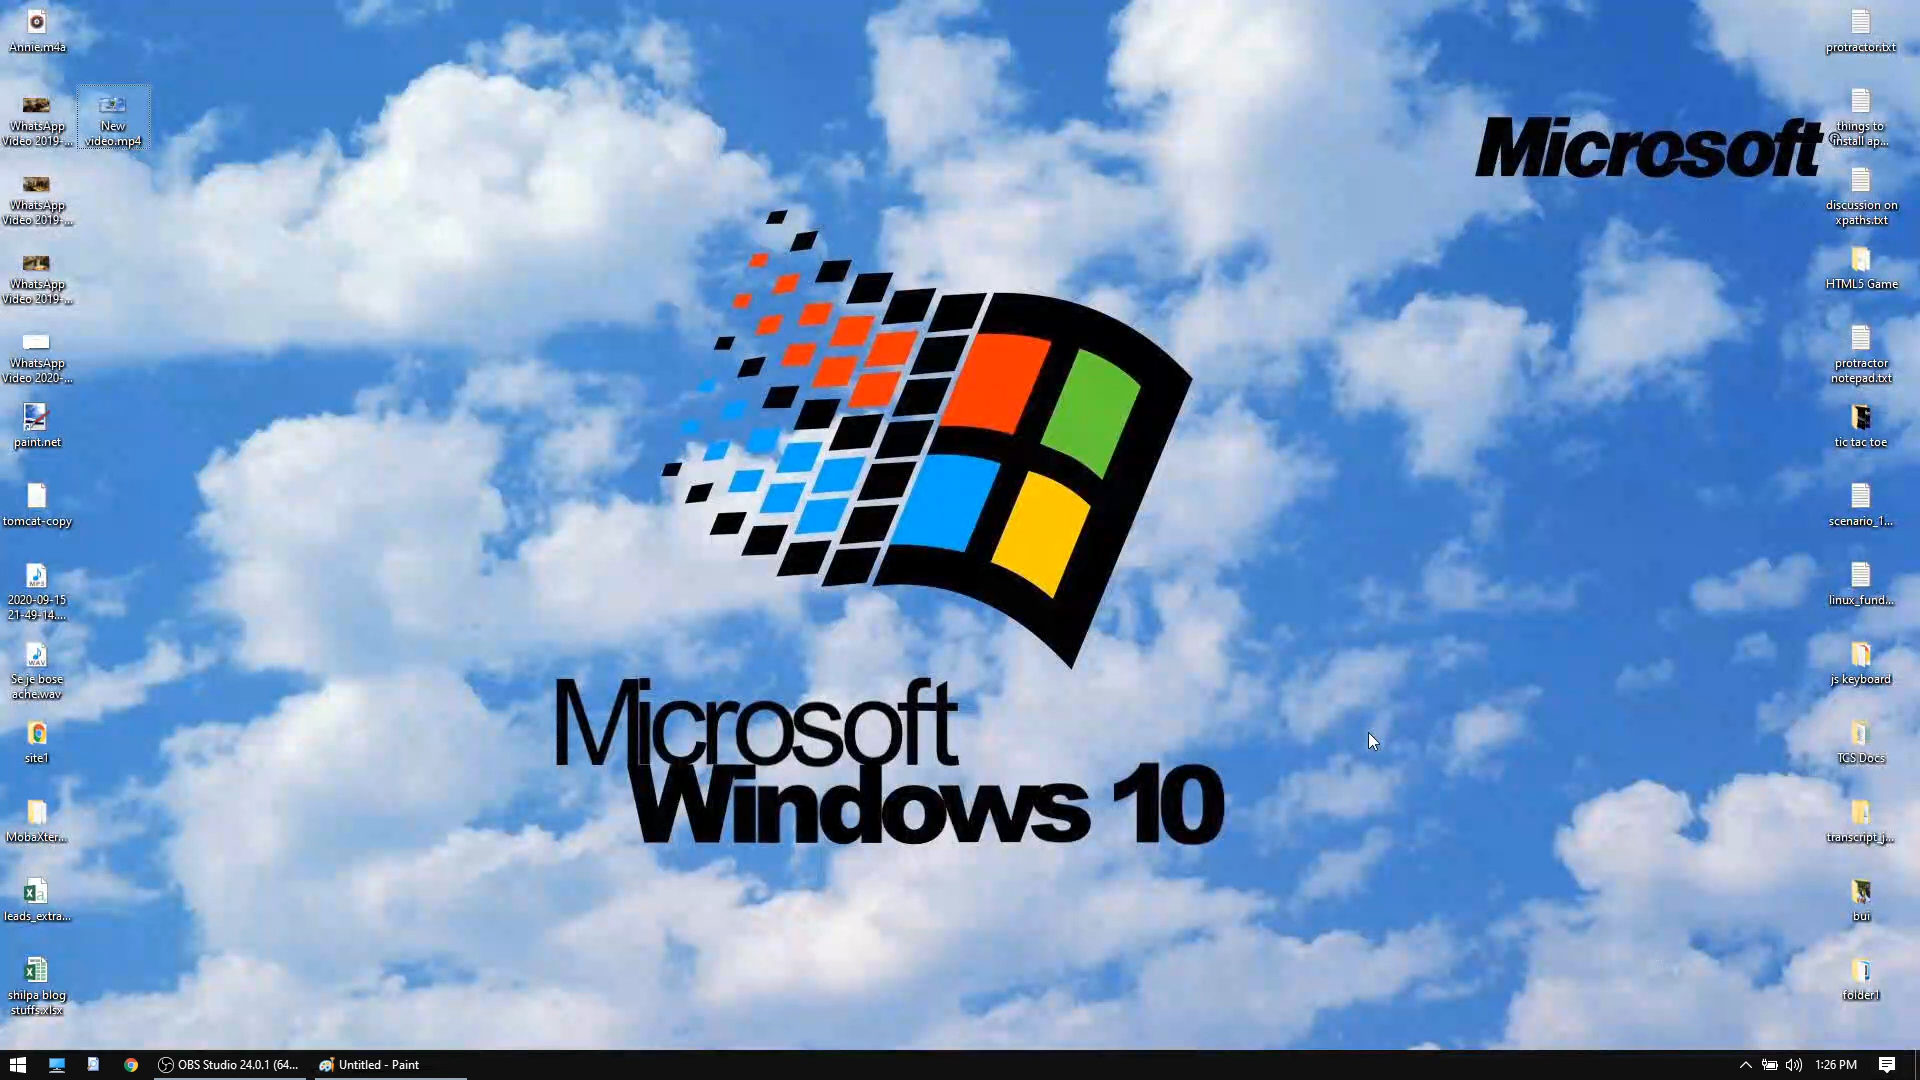 Annie.m4a
WhatsApp
Video 2019-...
New
video.mp4
WhatsApp
Video 2019-...
WhatsApp
Video 2019-...
WhatsApp
Video 2020-...
paint.net
tomcat-copy
MP3
2020-09-15
21-49-14....
WAV
Se je bose
ache.wav
site1
MobaXter...
leads_extra...
shilpa blog
stuffs.xlsx
Microsoft
Microsoft
Windows 10
protractor.txt
things to
install ap...
discussion on
xpaths.txt
HTML5 Game
protractor
notepad.txt
tic tac toe
scenario_1...
linux_fund...
js keyboard
TCS Docs
transcript_j...
bui
folder1
OBS Studio 24.0.1 (64...
Untitled - Paint
1:26 PM